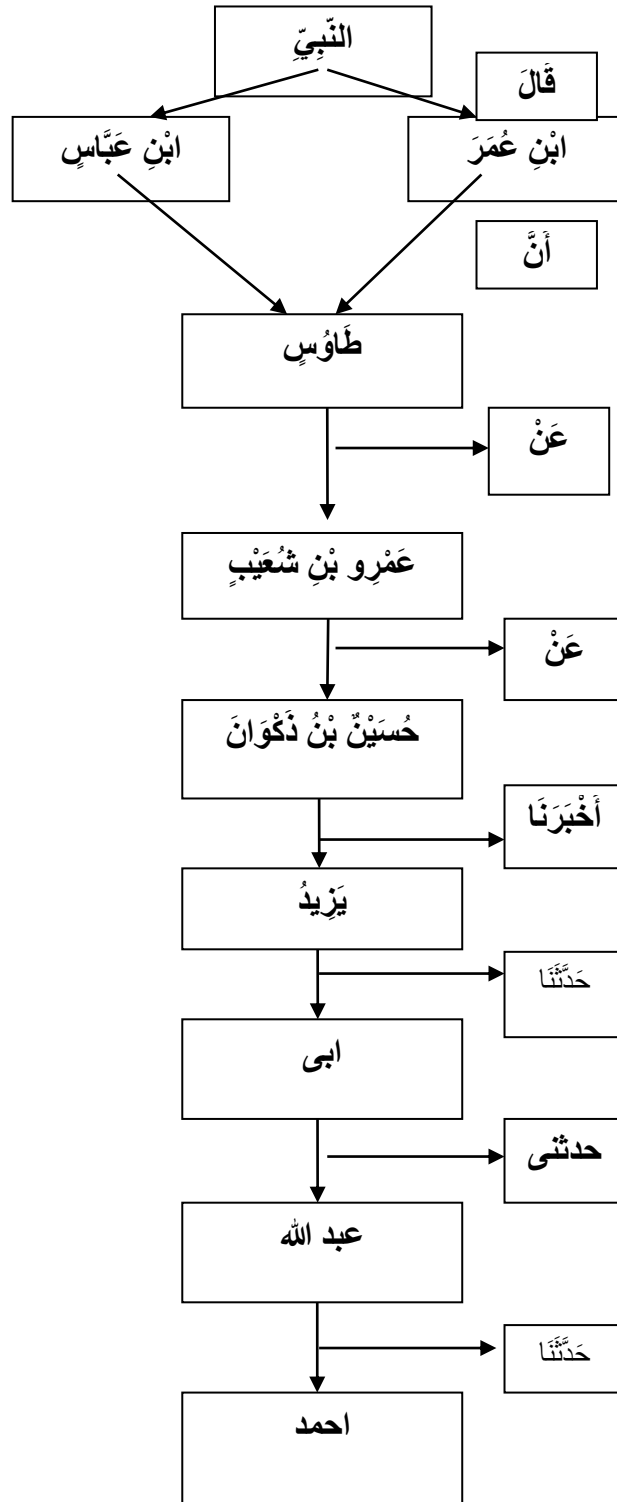 النّبِيِّ
قَالَ
ابْنِ عُمَرَ
ابْنِ عَبَّاسٍ
أَنَّ
طَاوُسٍ
عَنْ
عَمْرِو بْنِ شُعَيْبٍ
عَنْ
حُسَيْنٌ بْنُ ذَكْوَانَ
أَخْبَرَنَا
يَزِيدُ
حَدَّثَنَا
ابى
حدثنى
عبد الله
حَدَّثَنَا
احمد